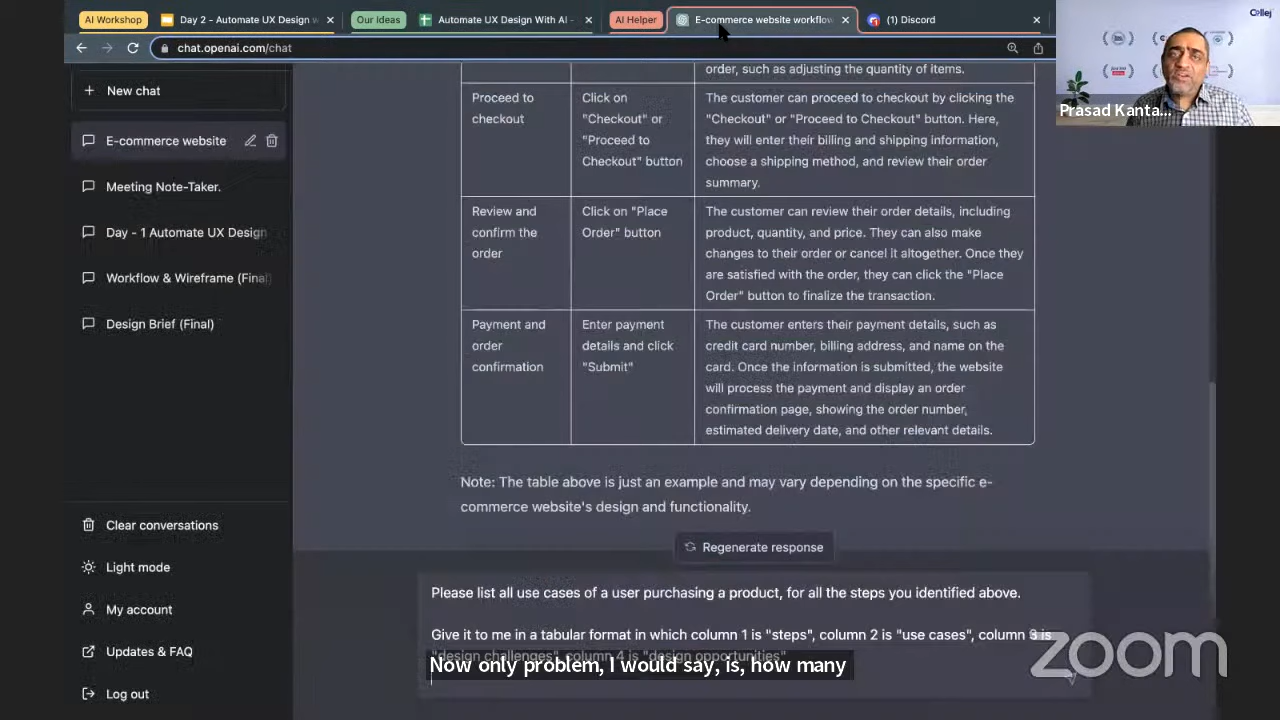 AI Workshop
Day 2 - Automate UX Design w
Our Ideas
Automate UX Design With AI -
AI Helper
E-commerce website workflow
(1) Discord
Collej
chat.openai.com/chat
Prasad Kanta...
New chat
E-commerce website
Meeting Note-Taker.
Day - 1 Automate UX Design
Workflow & Wireframe (Final)
Design Brief (Final)
Clear conversations
Light mode
My account
Updates & FAQ
Log out
order, such as adjusting the quantity of items.
Proceed to
checkout
Click on
"Checkout" or
"Proceed to
Checkout" button
The customer can proceed to checkout by clicking the
"Checkout" or "Proceed to Checkout" button. Here,
they will enter their billing and shipping information,
choose a shipping method, and review their order
summary.
Review and
confirm the
order
Click on "Place
Order" button
The customer can review their order details, including
product, quantity, and price. They can also make
changes to their order or cancel it altogether. Once they
are satisfied with the order, they can click the "Place
Order" button to finalize the transaction.
Payment and
order
confirmation
Enter payment
details and click
"Submit"
The customer enters their payment details, such as
credit card number, billing address, and name on the
card. Once the information is submitted, the website
will process the payment and display an order
confirmation page, showing the order number,
estimated delivery date, and other relevant details.
Note: The table above is just an example and may vary depending on the specific e-
commerce website's design and functionality.
Regenerate response
Please list all use cases of a user purchasing a product, for all the steps you identified above.
Give it to me in a tabular format in which column 1 is "steps", column 2 is "use cases", column 3 is
"design challenges", column 4 is "design opportunities"
Now only problem, I would say, is, how many
zoom